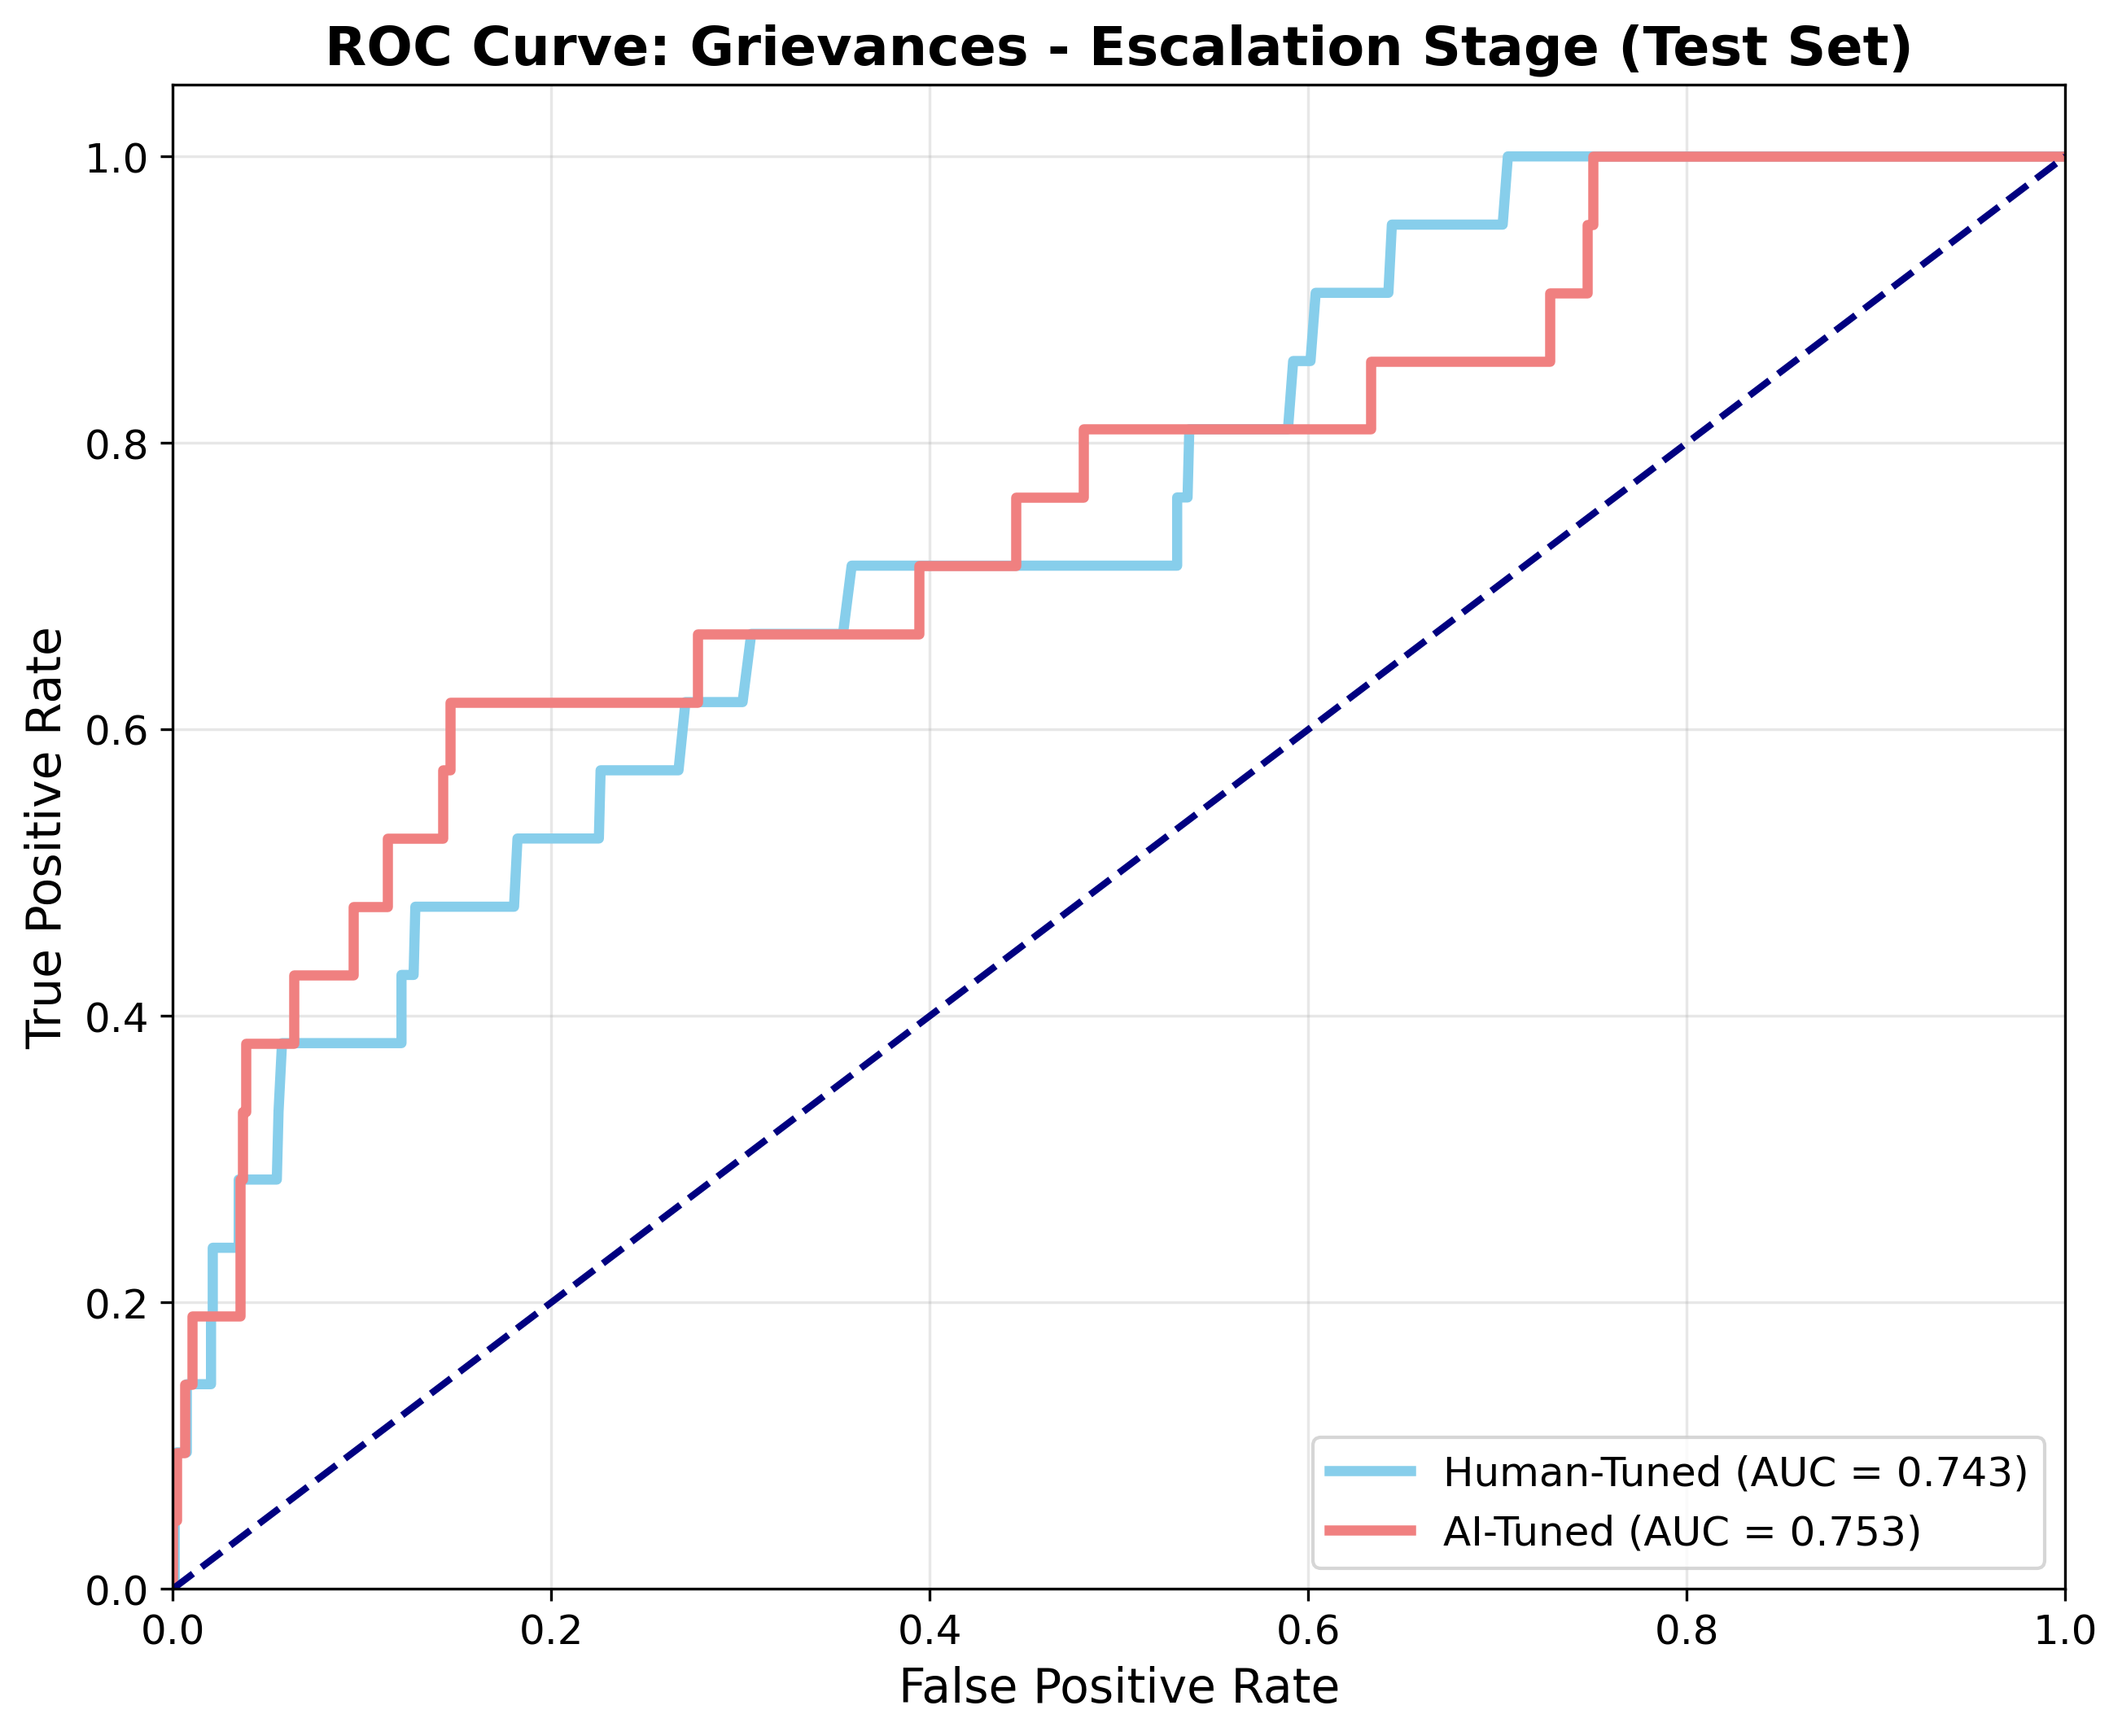 ROC Curve: Grievances - Escalation Stage (Test Set)
True Positive Rate
1.0
0.8
0.6
0.4
0.2
0.0
0.0 0.2 0.4 0.6 0.8 1.0
False Positive Rate
Human-Tuned (AUC = 0.743)
AI-Tuned (AUC = 0.753)